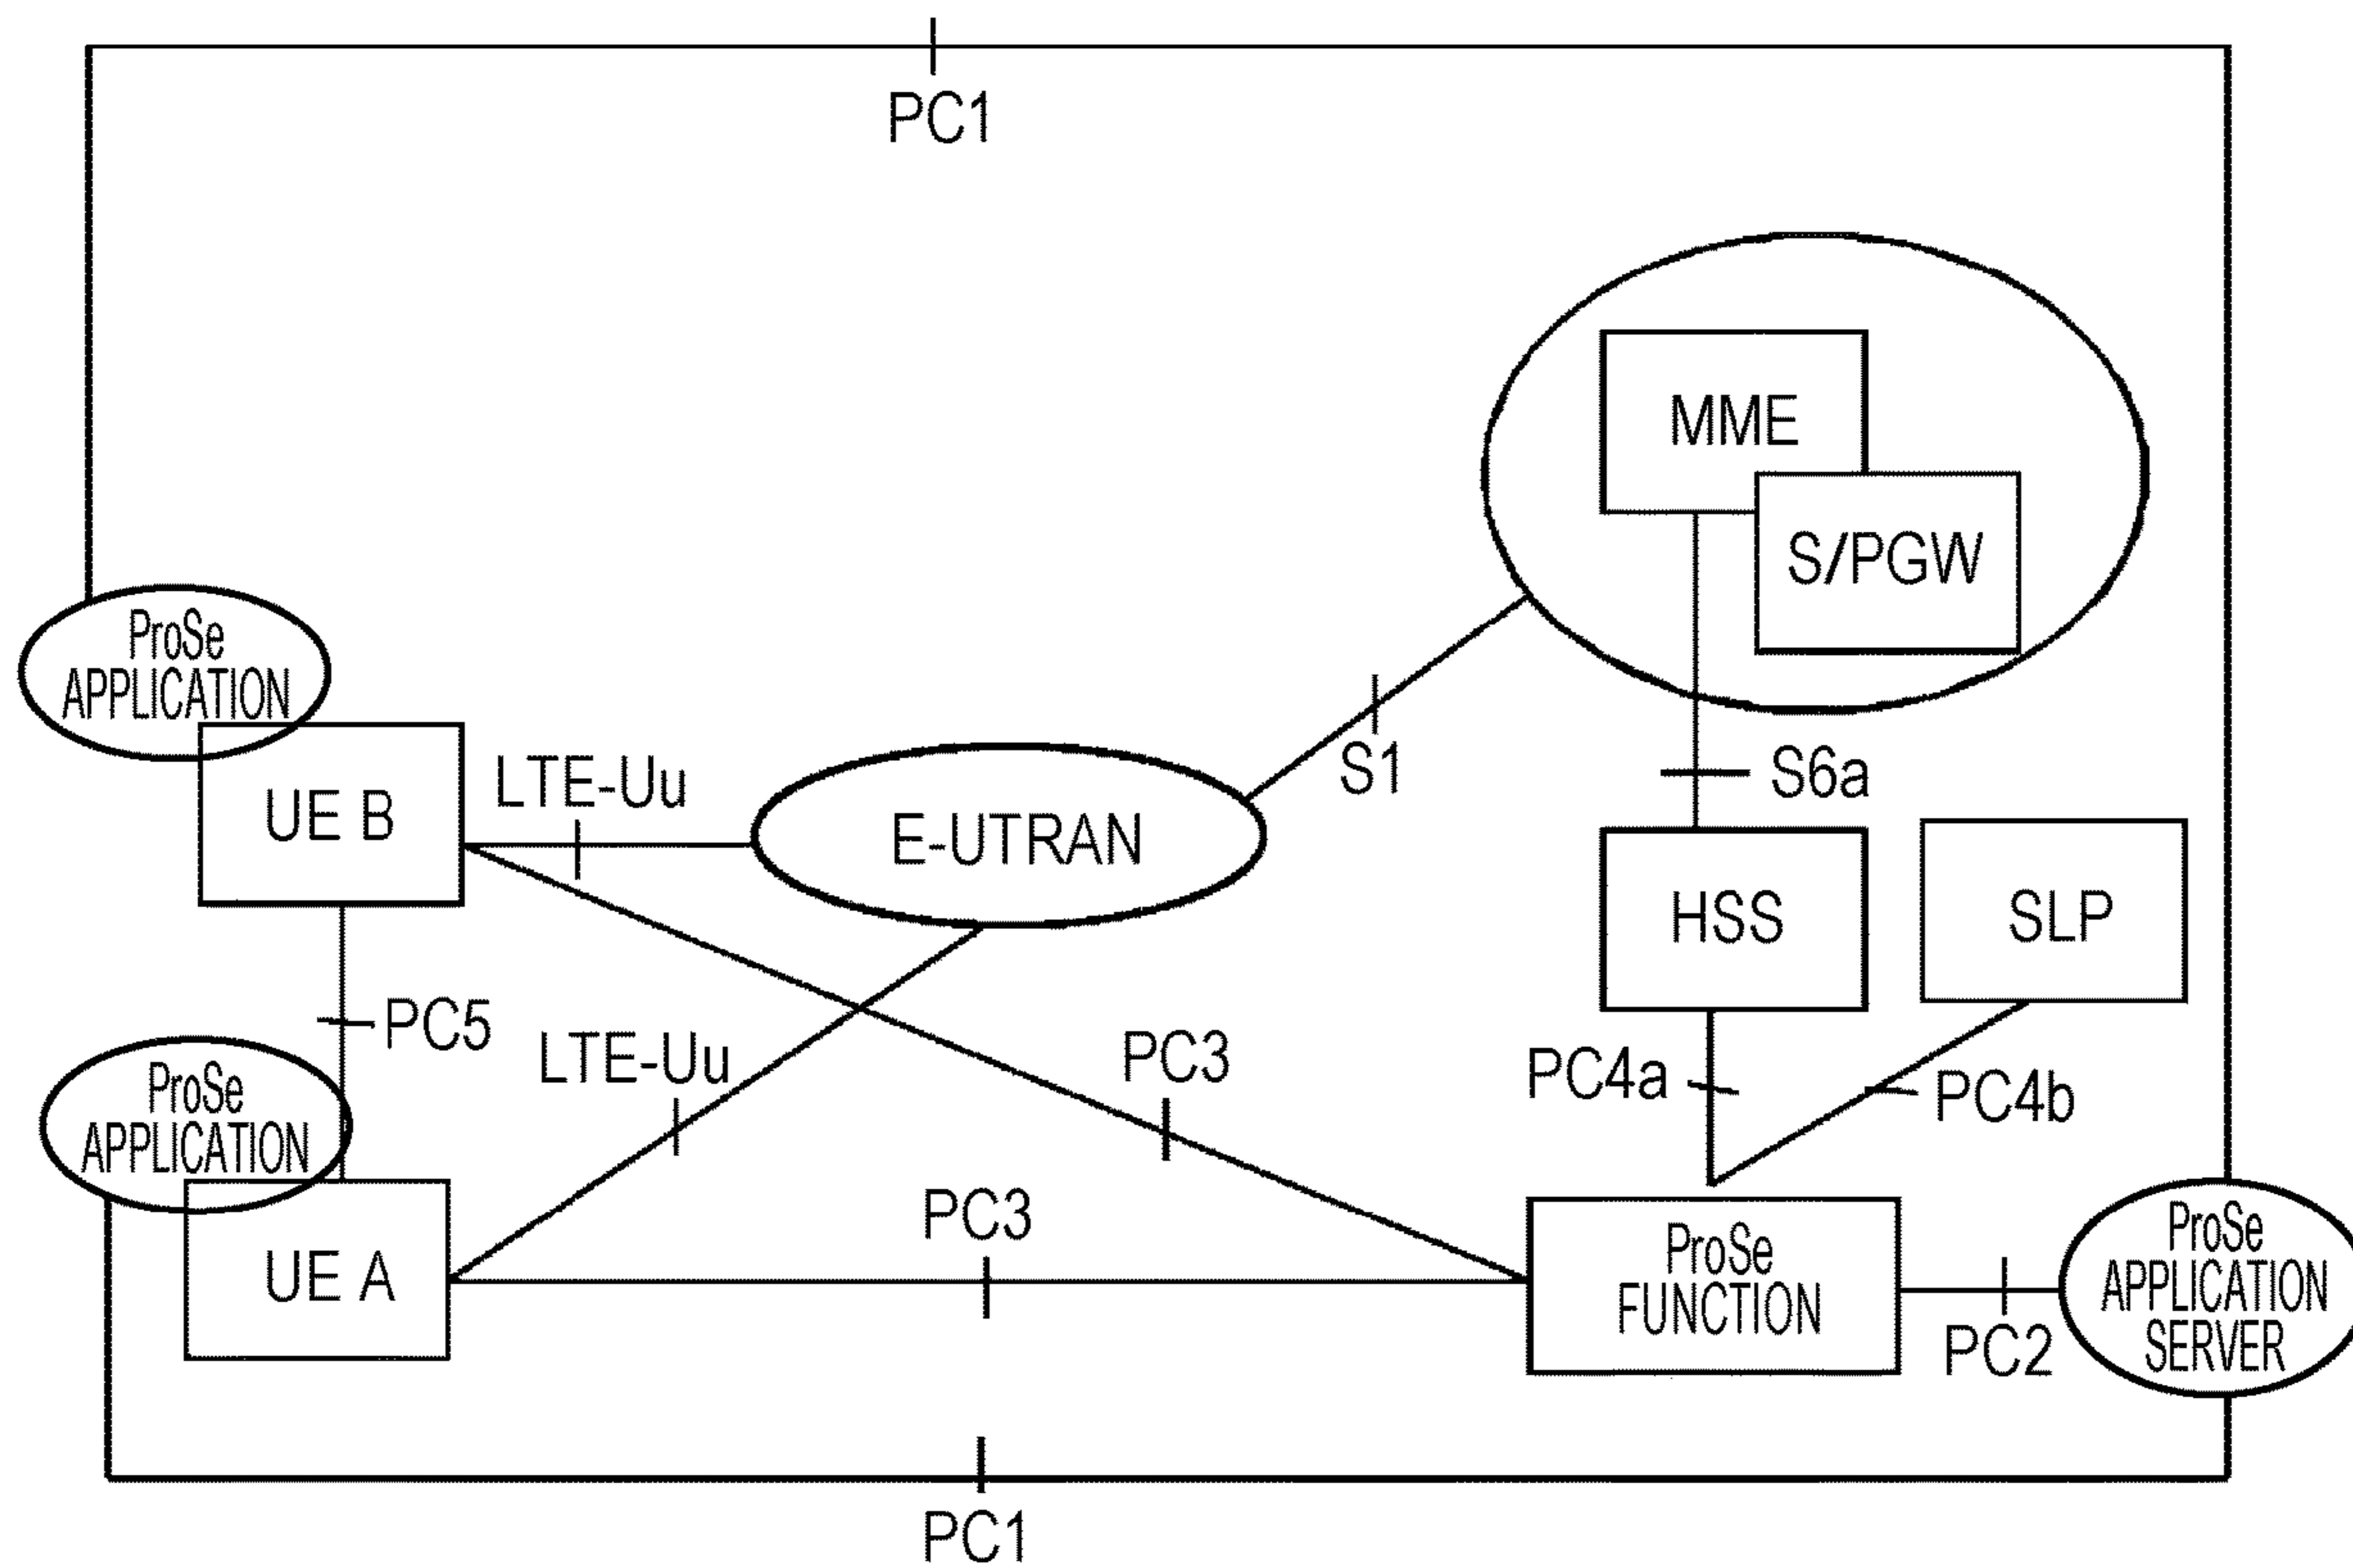 PC1
MME
S/PGW
ProSe
APPLICATION
LTE-Uu
S1
S6a
UE B
E-UTRAN
HSS
SLP
PC5
LTE-Uu
PC3
PC4a
PC4b
ProSe
APPLICATION
PC3
UE A
ProSe
FUNCTION
ProSe
APPLICATION
SERVER
PC2
PC1